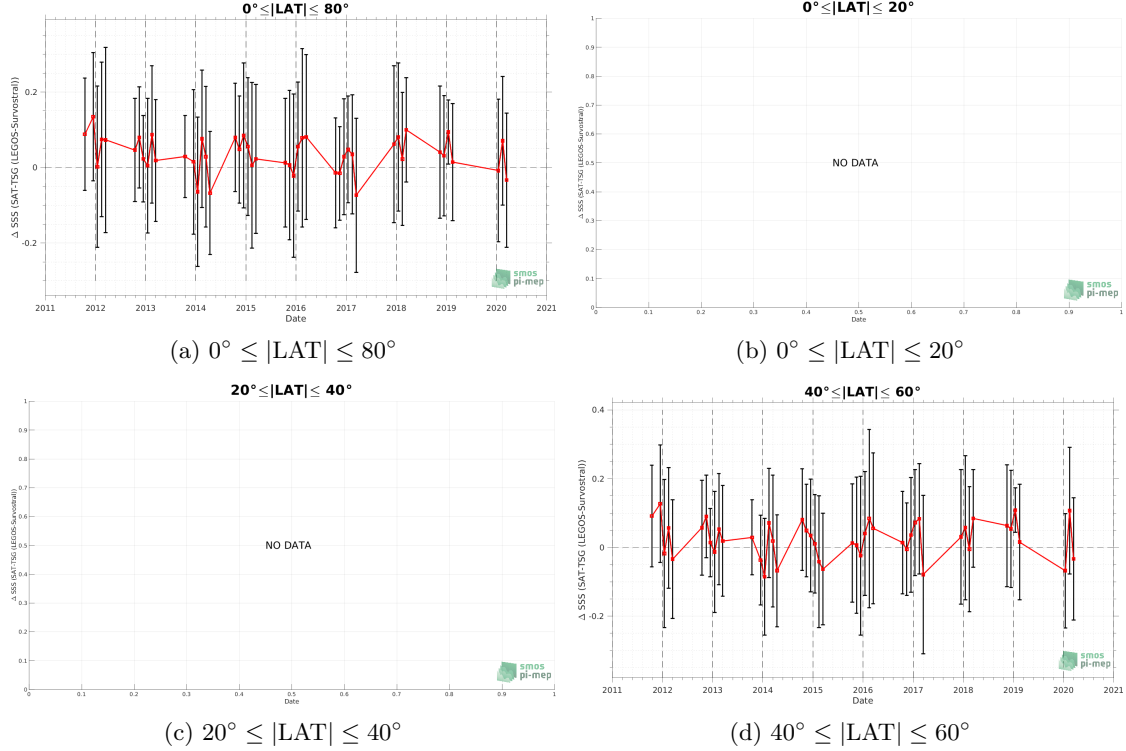 0°≤|LAT|≤ 80°
Δ SSS (SAT-TSG (LEGOS-Survostral))
0.2
0
-0.2
2011 2012 2013 2014 2015 2016 2017 2018 2019 2020 2021
Date
smos
pi-mep
(a) 0° ≤ |LAT| ≤ 80°
0°≤|LAT|≤ 20°
Δ SSS (SAT-TSG (LEGOS-Survostral))
1
0.9
0.8
0.7
0.6
0.5
0.4
0.3
0.2
0.1
0
NO DATA
0 0.1 0.2 0.3 0.4 0.5 0.6 0.7 0.8 0.9 1
Date
smos
pi-mep
(b) 0° ≤ |LAT| ≤ 20°
20°≤|LAT|≤ 40°
Δ SSS (SAT-TSG (LEGOS-Survostral))
1
0.9
0.8
0.7
0.6
0.5
0.4
0.3
0.2
0.1
0
NO DATA
0 0.1 0.2 0.3 0.4 0.5 0.6 0.7 0.8 0.9 1
Date
smos
pi-mep
(c) 20° ≤ |LAT| ≤ 40°
40°≤|LAT|≤ 60°
Δ SSS (SAT-TSG (LEGOS-Survostral))
0.4
0.2
0
-0.2
2011 2012 2013 2014 2015 2016 2017 2018 2019 2020 2021
Date
smos
pi-mep
(d) 40° ≤ |LAT| ≤ 60°